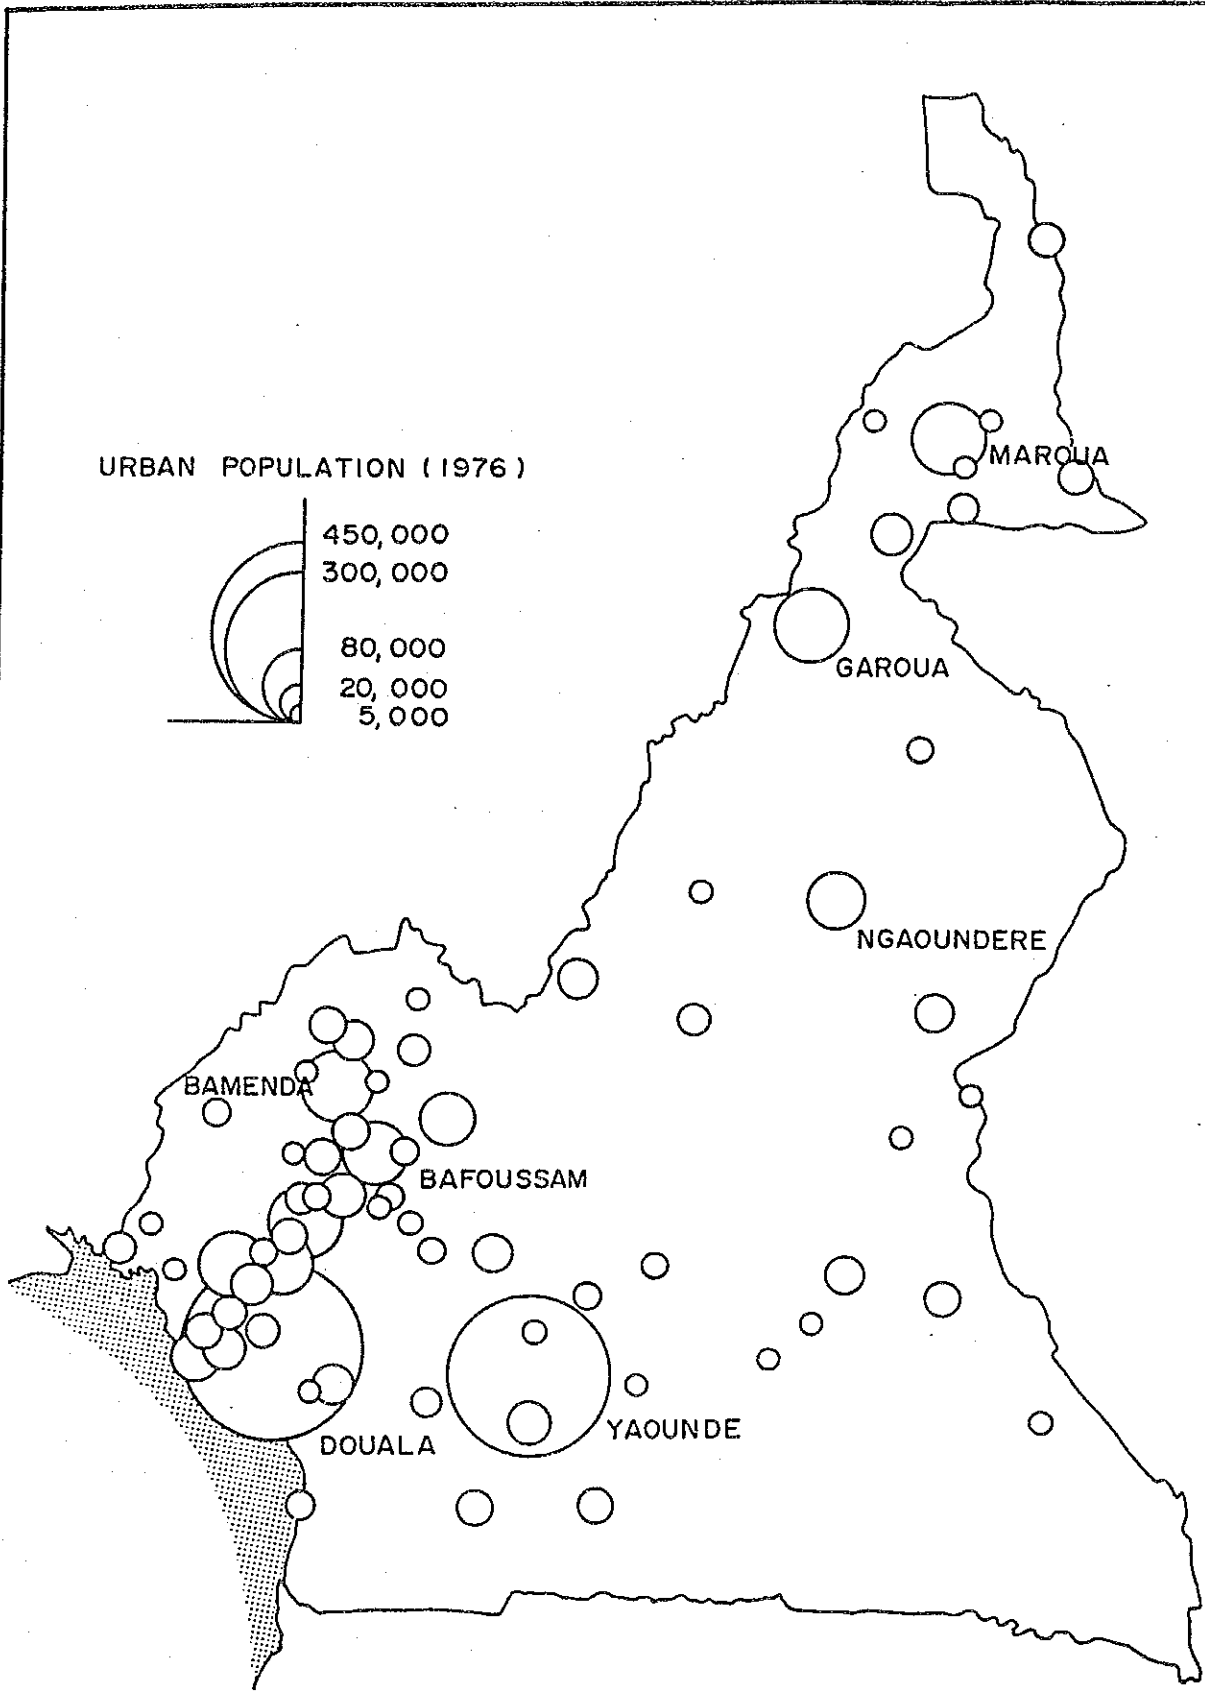 MAROUA
URBAN POPULATION (1976)
450,000
300,000
80,000
20,000
5,000
GAROUA
NGAOUNDERE
BAMENDA
BAFOUSSAM
YAOUNDE
DOUALA